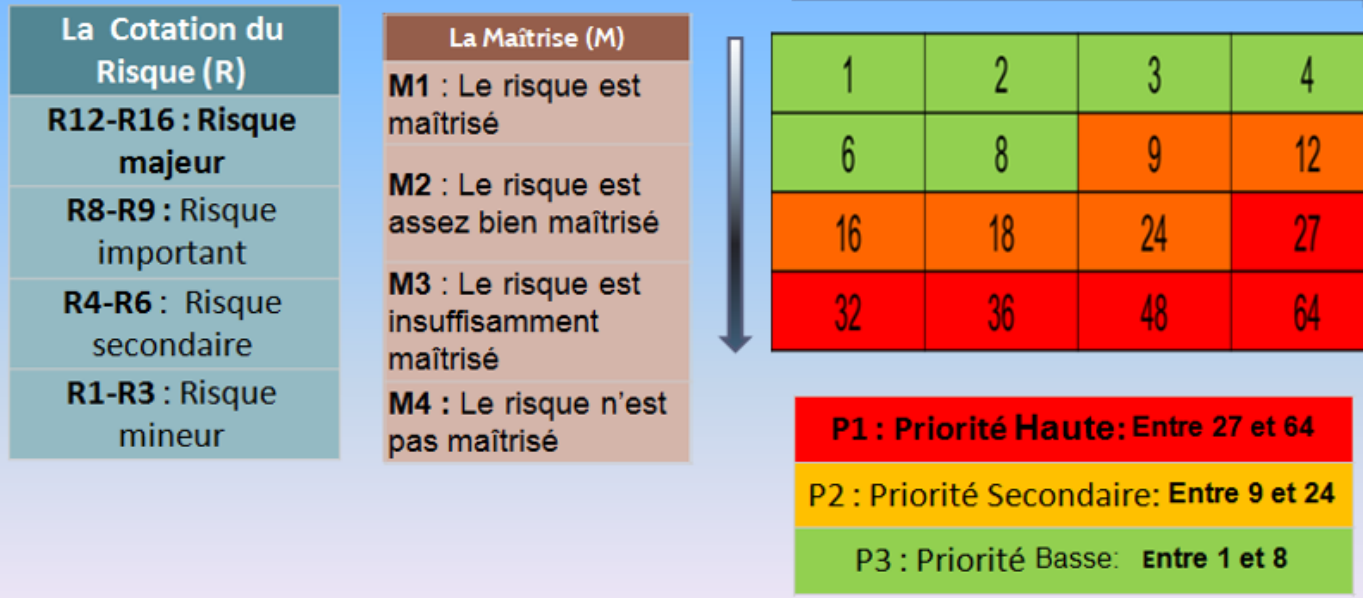 La Cotation du
Risque (R)
R12-R16 : Risque
majeur
R8-R9 : Risque
important
R4-R6 : Risque
secondaire
R1-R3 : Risque
mineur
La Maîtrise (M)
M1 : Le risque est
maîtrisé
M2 : Le risque est
assez bien maîtrisé
M3 : Le risque est
insuffisamment
maîtrisé
M4 : Le risque n'est
pas maîtrisé
1 2 3 4
6 8 9 12
16 18 24 27
32 36 48 64
P1 : Priorité Haute: Entre 27 et 64
P2 : Priorité Secondaire: Entre 9 et 24
P3 : Priorité Basse: Entre 1 et 8